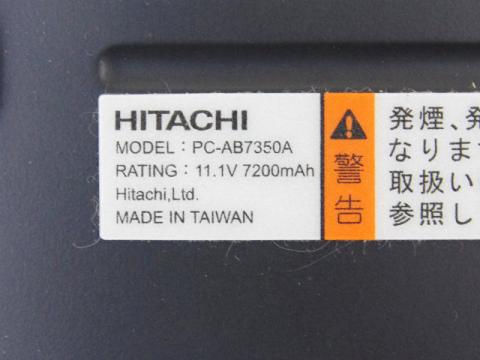 HITACHI
MODEL: PC-AB7350A
RATING: 11.1V 7200mAh
Hitachi,Ltd.
MADE IN TAIWAN
警告
発煙、発
なります
取扱い
参照し